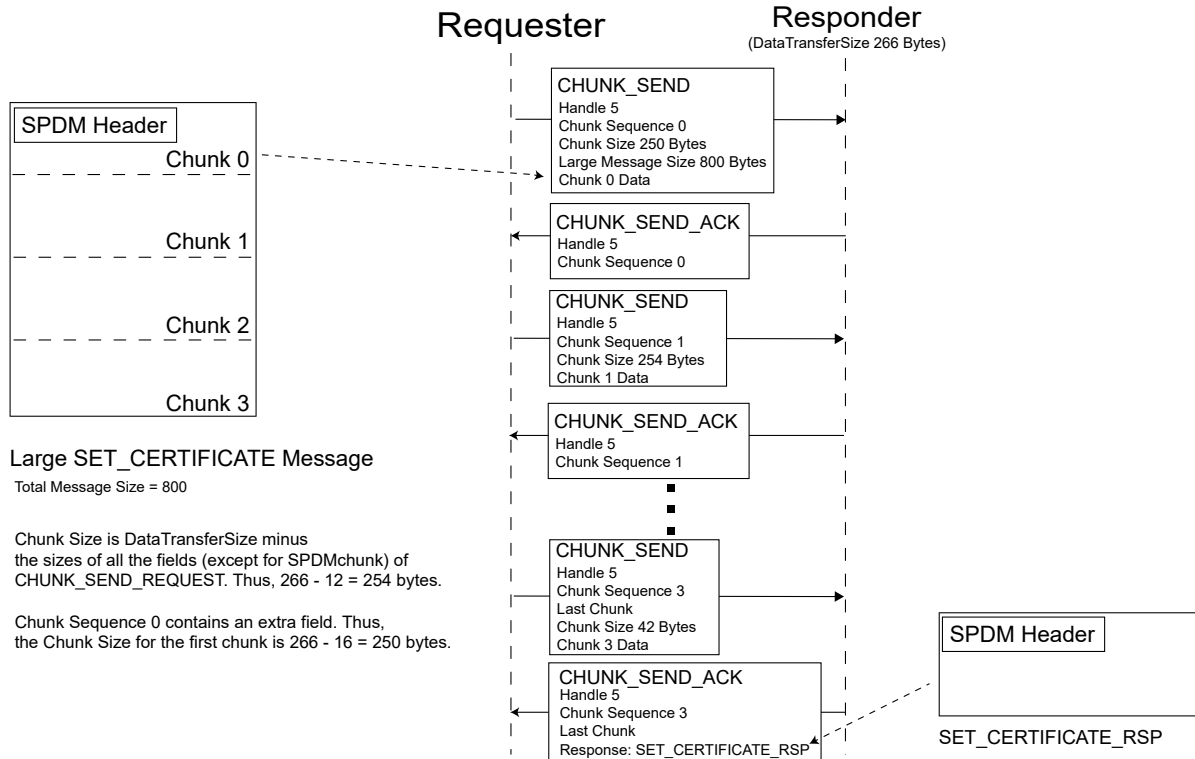 Requester
Responder
(DataTransferSize 266 Bytes)
SPDM Header
Chunk 0
Chunk 1
Chunk 2
Chunk 3
Large SET_CERTIFICATE Message
Total Message Size = 800
Chunk Size is DataTransferSize minus
the sizes of all the fields (except for SPDMchunk) of
CHUNK_SEND_REQUEST. Thus, 266 - 12 = 254 bytes.
Chunk Sequence 0 contains an extra field. Thus,
the Chunk Size for the first chunk is 266 - 16 = 250 bytes.
CHUNK_SEND
Handle 5
Chunk Sequence 0
Chunk Size 250 Bytes
Large Message Size 800 Bytes
Chunk 0 Data
CHUNK_SEND_ACK
Handle 5
Chunk Sequence 0
CHUNK_SEND
Handle 5
Chunk Sequence 1
Chunk Size 254 Bytes
Chunk 1 Data
CHUNK_SEND_ACK
Handle 5
Chunk Sequence 1
CHUNK_SEND
Handle 5
Chunk Sequence 3
Last Chunk
Chunk Size 42 Bytes
Chunk 3 Data
CHUNK_SEND_ACK
Handle 5
Chunk Sequence 3
Last Chunk
Response: SET_CERTIFICATE_RSP
SPDM Header
SET_CERTIFICATE_RSP